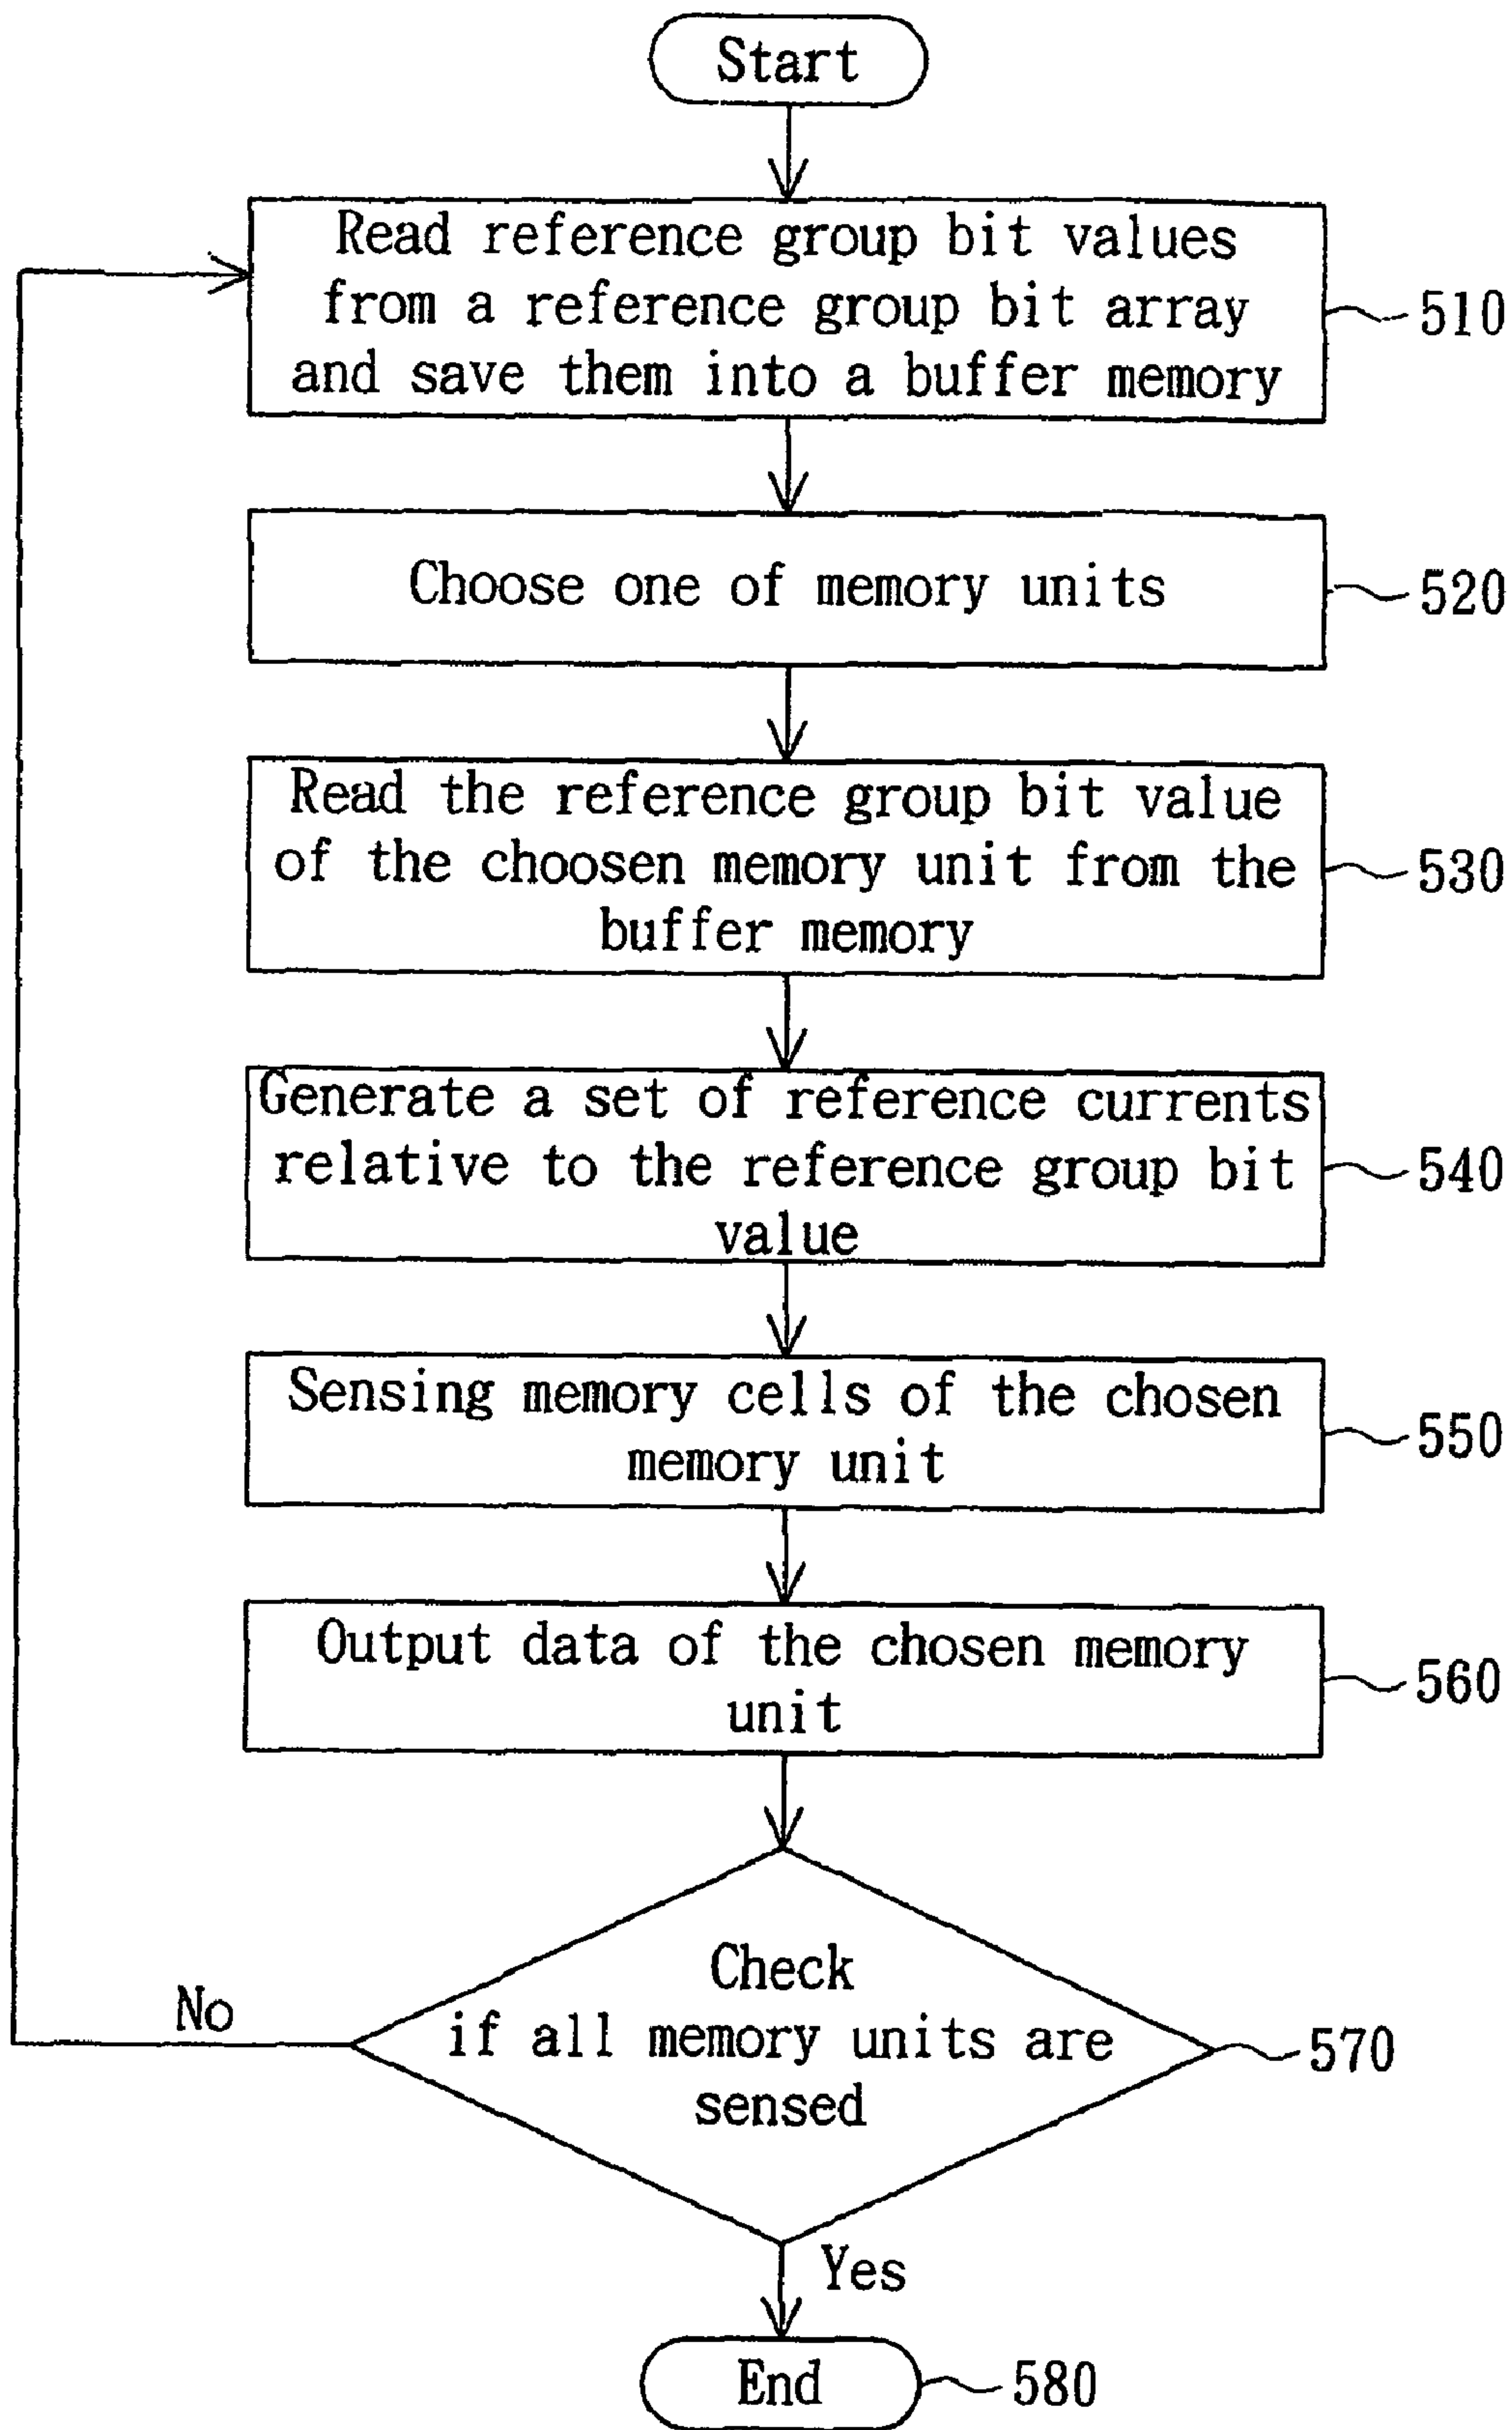 Start
Read reference group bit values
from a reference group bit array
and save them into a buffer memory
510
Choose one of memory units
520
Read the reference group bit value
of the choosen memory unit from the
buffer memory
530
Generate a set of reference currents
relative to the reference group bit
value
540
Sensing memory cells of the chosen
memory unit
550
Output data of the chosen memory
unit
560
Check
if all memory units are
sensed
570
No
Yes
End
580